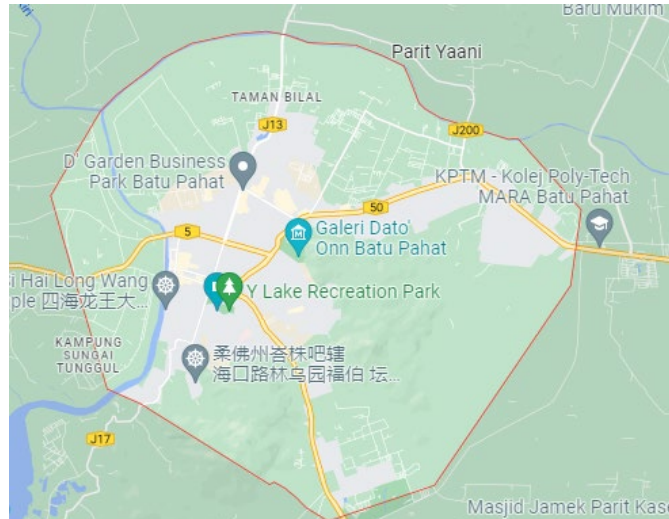 Baru Mukim
Parit Yaani
TAMAN BILAL
J13
J200
D' Garden Business
Park Batu Pahat
KPTM - Kolej Poly-Tech
MARA Batu Pahat
50
5
Galeri Dato'
Onn Batu Pahat
si Hai Long Wang
ple 四海龙王大...
Y Lake Recreation Park
KAMPUNG
SUNGAI
TUNGGUL
柔佛州峇株吧辖
海口路林乌园福伯 坛...
J17
5
Masjid Jamek Parit Kas